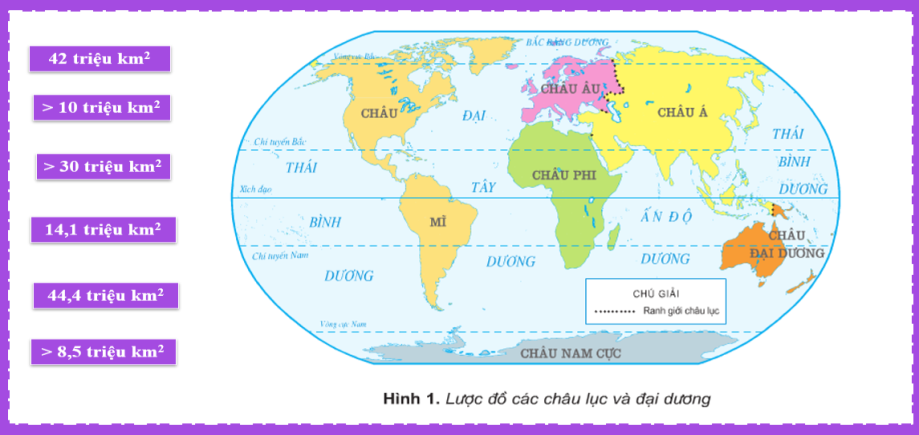 42 triệu km²
> 10 triệu km²
> 30 triệu km²
14,1 triệu km²
44,4 triệu km²
> 8,5 triệu km²
BẮC BĂNG DƯƠNG
Vòng cực Bắc
CHÂU ÂU
CHÂU
ĐẠI
CHÂU Á
Chí tuyến Bắc
THÁI
THÁI
BÌNH
CHÂU PHI
TÂY
DƯƠNG
Xích đạo
BÌNH
MĨ
ẤN ĐỘ
CHÂU
ĐẠI DƯƠNG
Chí tuyến Nam
DƯƠNG
DƯƠNG
DƯƠNG
CHÚ GIẢI
Ranh giới châu lục
Vòng cực Nam
CHÂU NAM CỰC
Hình 1. Lược đồ các châu lục và đại dương